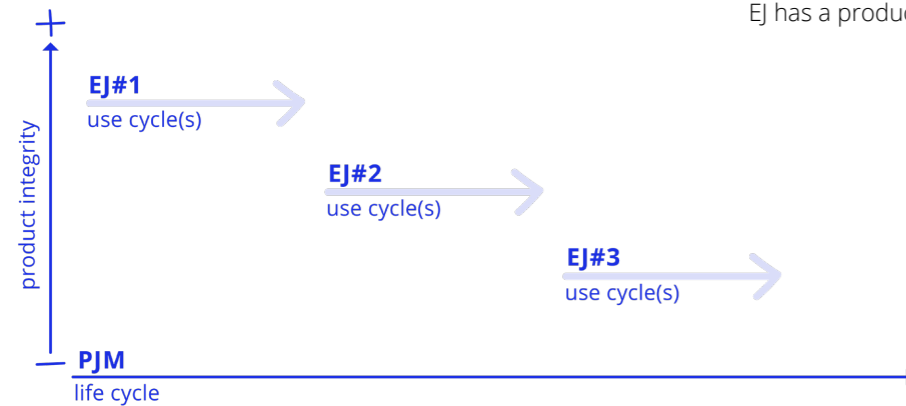 EJ has a produc
EJ#1
use cycle(s)
EJ#2
use cycle(s)
EJ#3
use cycle(s)
product integrity
PJM
life cycle